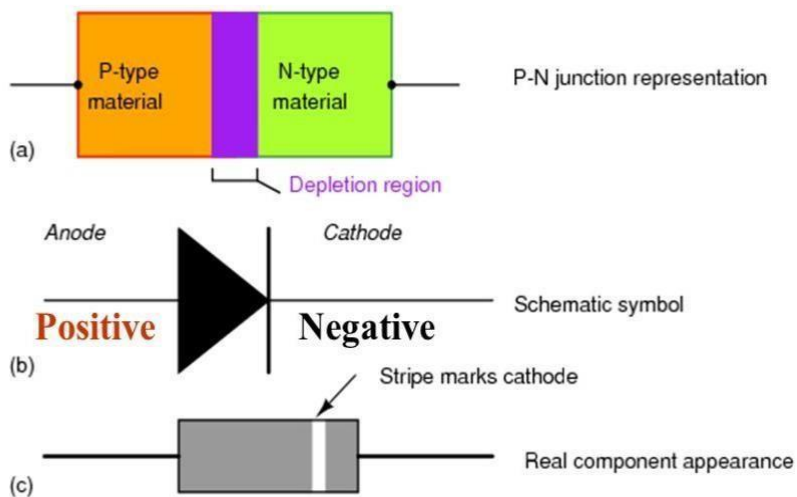 P-type
material
N-type
material
P-N junction representation
(a)
Depletion region
Anode
Cathode
Positive
Negative
Schematic symbol
(b)
Stripe marks cathode
Real component appearance
(c)